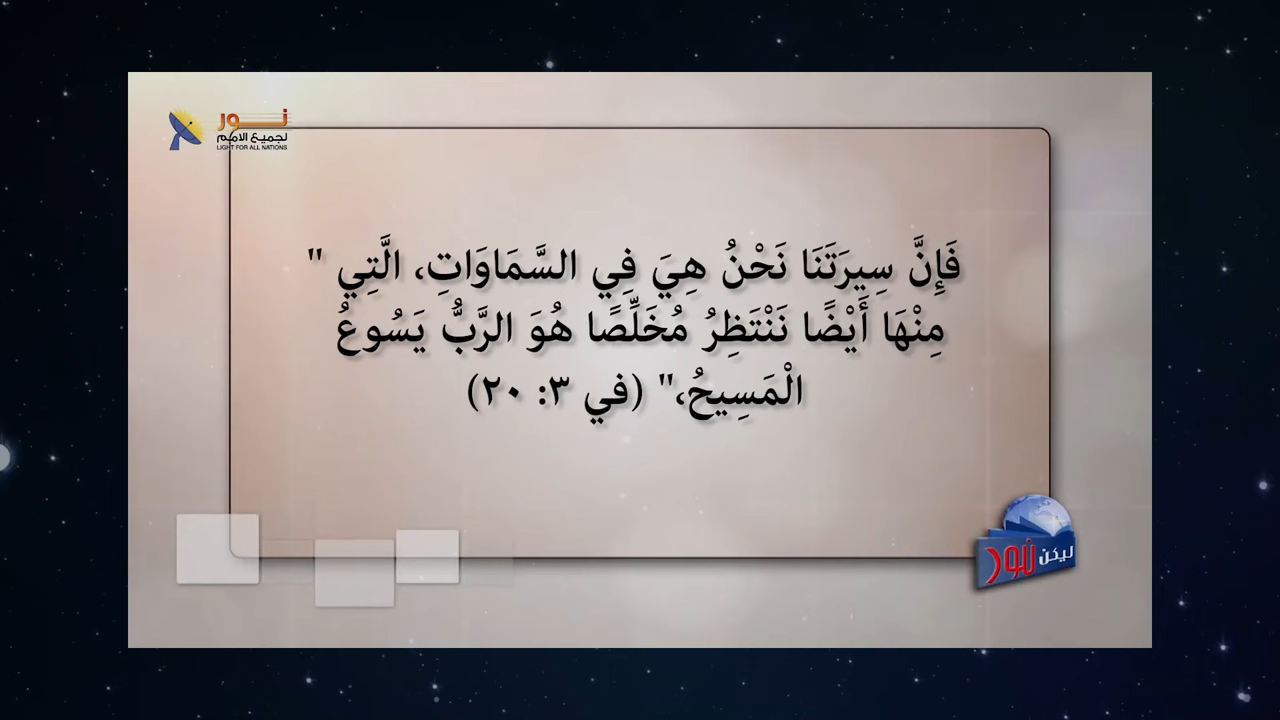 نور
لجميع الامم
LIGHT FOR ALL NATIONS
فَإِنَّ سِيرَتَنَا نَحْنُ هِيَ فِي السَّمَاوَاتِ، الَّتِي "
مِنْهَا أَيْضًا نَنْتَظِرُ مُخَلِّصًا هُوَ الرَّبُّ يَسُوعُ
الْمَسِيحُ،" (في ٣: ٢٠)
ليكن نور